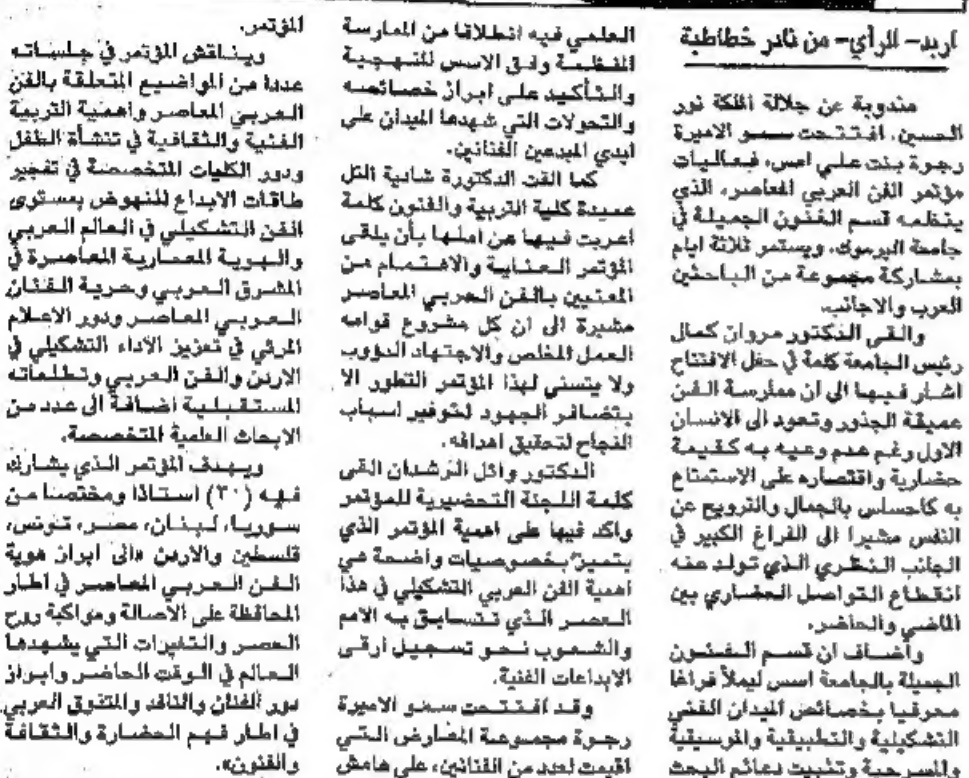 اربد- الرأي- من نادر خطاطبة
مندوبة عن جلالة الملكة نور
الحسين، افتتحت سمو الاميرة
رجوة بنت علي امس، فعاليات
مؤتمر الفن العربي المعاصر، الذي
ينظمه قسم الفنون الجميلة في
جامعة اليرموك، ويستمر ثلاثة ايام
بمشاركة مجموعة من الباحثين
العرب والاجانب.
والقى الدكتور مروان كمال
رئيس الجامعة كلمة في حفل الافتتاح
اشار فيها الى ان ممارسة الفن
عميقة الجذور وتعود الى الانسان
الاول رغم عدم وعيه به كقيمة
حضارية واقتصاره على الاستمتاع
به كاحساس بالجمال والترويح عن
النفس مشيرا الى الفراغ الكبير في
الجانب النظري الذي تولد عنه
انقطاع التواصل الحضاري بين
الماضي والحاضر.
وأضاف ان قسم الفنون
الجميلة بالجامعة اسس ليملأ فراغا
معرفيا بخصائص الميدان الفني
التشكيلية والتطبيقية والموسيقية
والمسرحية وتثبيت دعائم البحث
العلمي فيه انطلاقا من الممارسة
المنظمة وفق الاسس المنهجية
والتأكيد على ابراز خصائصه
والتحولات التي شهدها الميدان على
ايدي المبدعين الفنانين.
كما القت الدكتورة شادية التل
عميدة كلية التربية والفنون كلمة
اعربت فيها عن املها بأن يلقى
المؤتمر العناية والاهتمام من
المعنيين بالفن العربي المعاصر
مشيرة الى ان كل مشروع قوامه
العمل المخلص والاجتهاد الدؤوب
ولا يتسنى لهذا المؤتمر التطور الا
بتضافر الجهود لتوفير اسباب
النجاح لتحقيق اهدافه.
الدكتور وائل الرشدان القى
كلمة اللجنة التحضيرية للمؤتمر
واكد فيها على اهمية المؤتمر الذي
يتميز بخصوصيات واضحة هي
اهمية الفن العربي التشكيلي في هذا
العصر الذي تتسابق به الامم
والشعوب نحو تسجيل ارقى
الابداعات الفنية.
وقد افتتحت سمو الاميرة
رجوة مجموعة المعارض التي
اقيمت لعدد من الفنانين، على هامش
المؤتمر.
ويناقش المؤتمر في جلساته
عددا من المواضيع المتعلقة بالفن
العربي المعاصر واهمية التربية
الفنية والثقافية في تنشأة الطفل
ودور الكليات المتخصصة في تفجير
طاقات الابداع للنهوض بمستوى
الفن التشكيلي في العالم العربي
والهوية المعمارية المعاصرة في
المشرق العربي وحرية الفنان
العربي المعاصر ودور الاعلام
المرئي في تعزيز الاداء التشكيلي في
الاردن والفن العربي وتطلعاته
المستقبلية اضافة الى عدد من
الابحاث العلمية المتخصصة.
ويهدف المؤتمر الذي يشارك
فيه (٣٠) استاذا ومختصا من
سوريا، لبنان، مصر، تونس،
فلسطين والاردن «الى ابراز هوية
الفن العربي المعاصر في اطار
المحافظة على الاصالة ومواكبة روح
العصر والتغيرات التي يشهدها
العالم في الوقت الحاضر وابراز
دور الفنان والناقد والمتذوق العربي
في اطار فهم الحضارة والثقافة
والفنون».